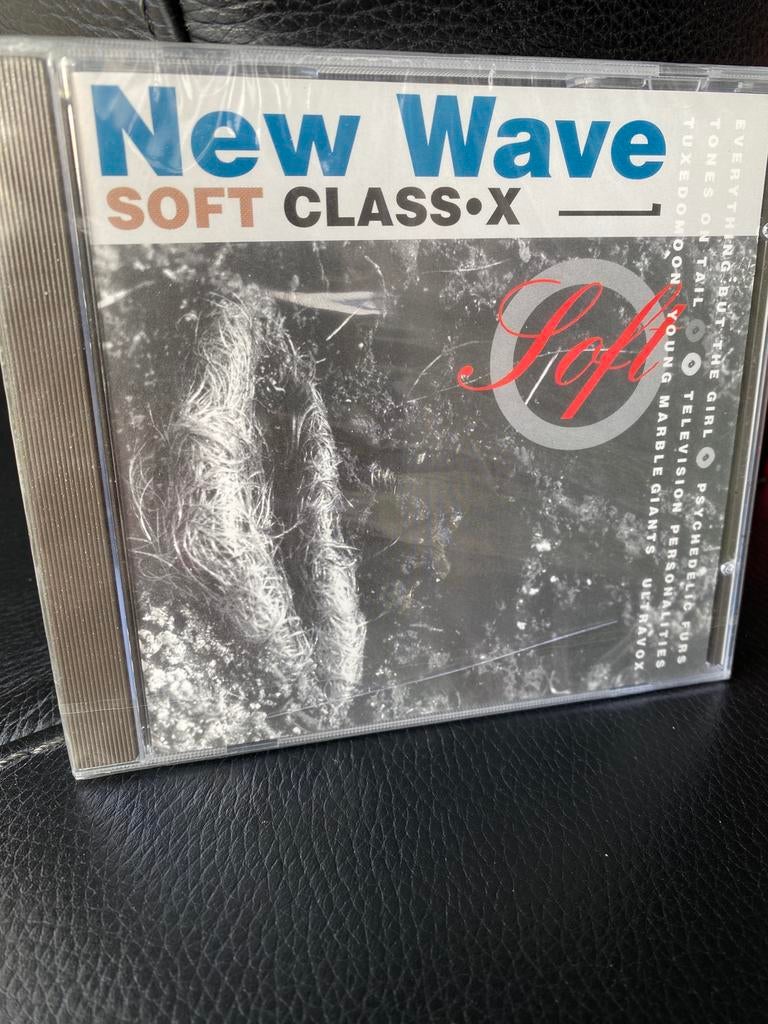 New Wave
SOFT CLASS•X 1
Soft
EVERYTHING BUT THE GIRL O PSYCHEDELIC FURS
TONES ON TAIL O O TELEVISION PERSONALITIES
TUXEDOMOON YOUNG MARBLE GIANTS ULTRAVOX